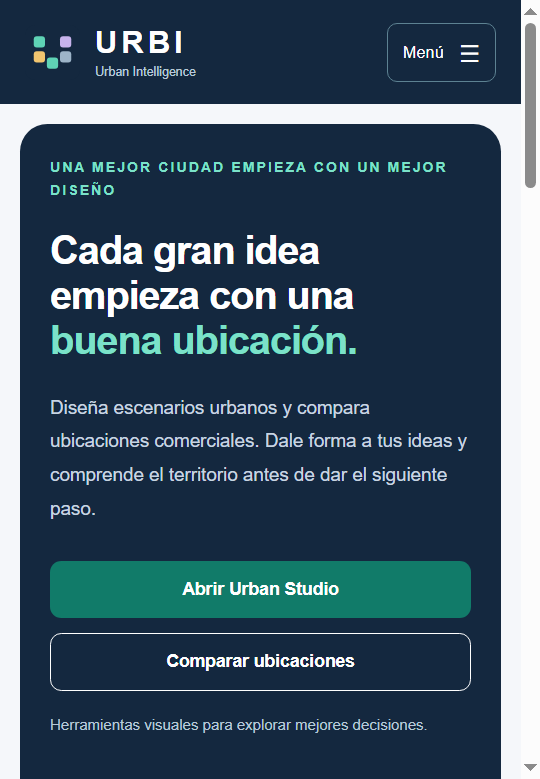 URBI
Urban Intelligence
Menú
UNA MEJOR CIUDAD EMPIEZA CON UN MEJOR
DISEÑO
Cada gran idea
empieza con una
buena ubicación.
Diseña escenarios urbanos y compara
ubicaciones comerciales. Dale forma a tus ideas y
comprende el territorio antes de dar el siguiente
paso.
Abrir Urban Studio
Comparar ubicaciones
Herramientas visuales para explorar mejores decisiones.